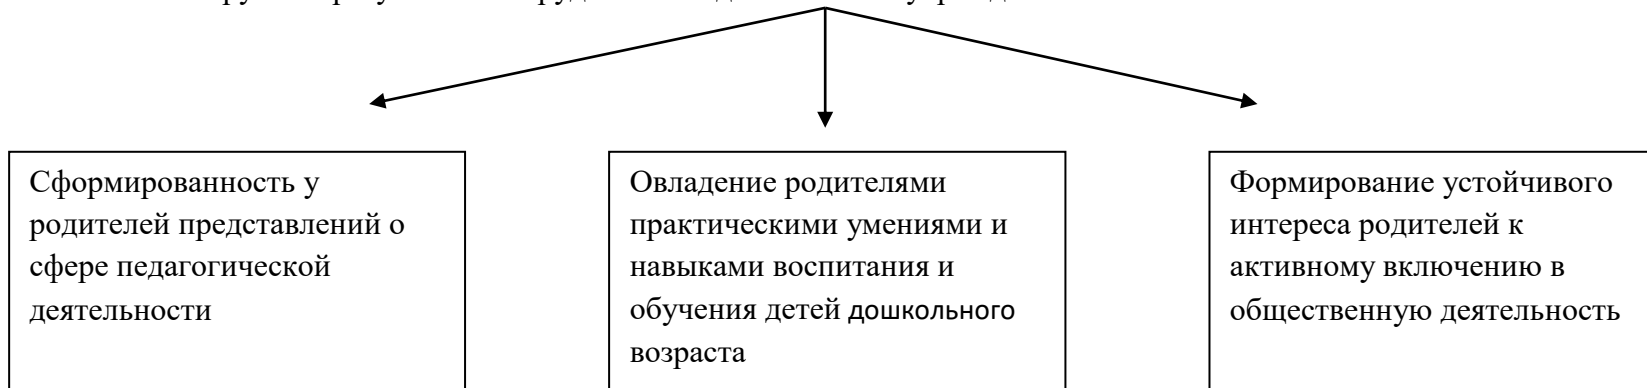 Сформированность у
родителей представлений о
сфере педагогической
деятельности
Овладение родителями
практическими умениями и
навыками воспитания и
обучения детей дошкольного
возраста
Формирование устойчивого
интереса родителей к
активному включению в
общественную деятельность